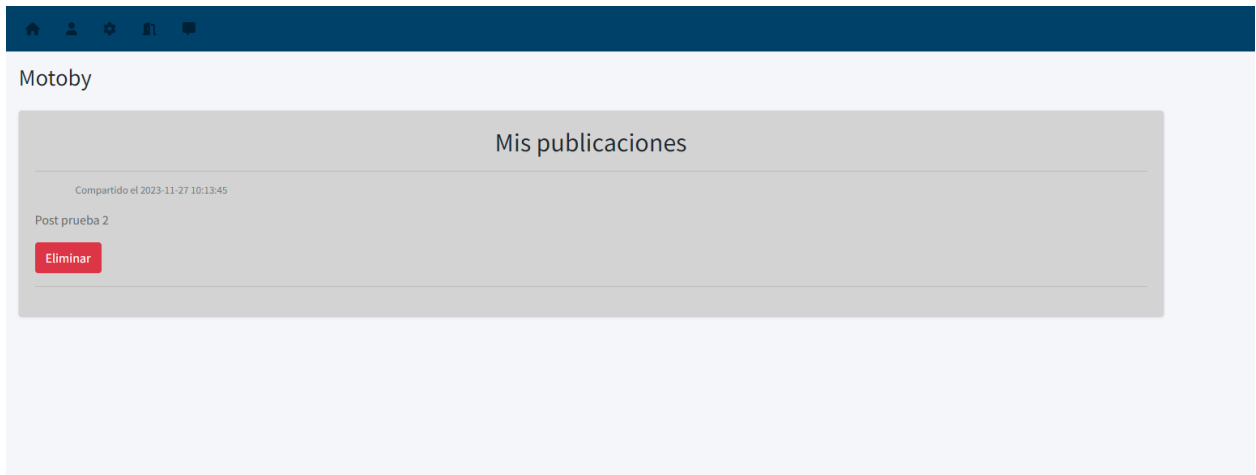 Motoby
Mis publicaciones
Compartido el 2023-11-27 10:13:45
Post prueba 2
Eliminar